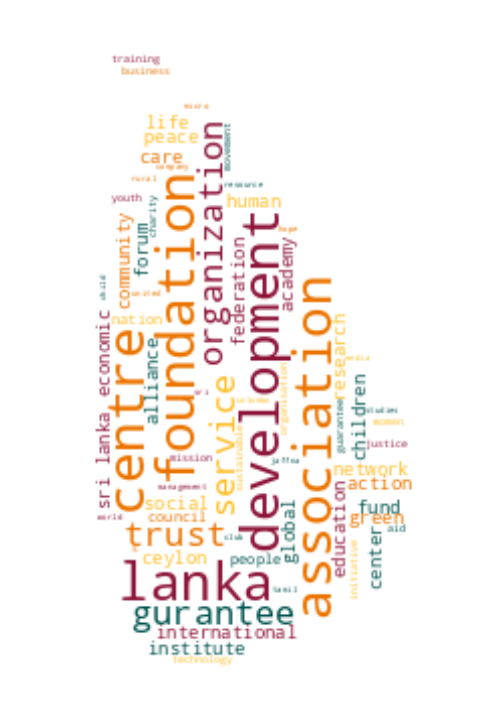 training
business
micro
life
peace
movement
organization
care
company
rural
foundation
resource
youth
charity
human
community
forum
development
hope
federation
academy
child
united
association
sri lanka
economic
nation
centre
alliance
research
media
organisation
service
children
sri
colombo
studies
guarantee
women
sustainable
justice
mission
jaffna
network
management
action
education
social
global
fund
world
council
green
trust
center
aid
club
initiative
ceylon
people
lanka
tamil
gurantee
international
institute
technology